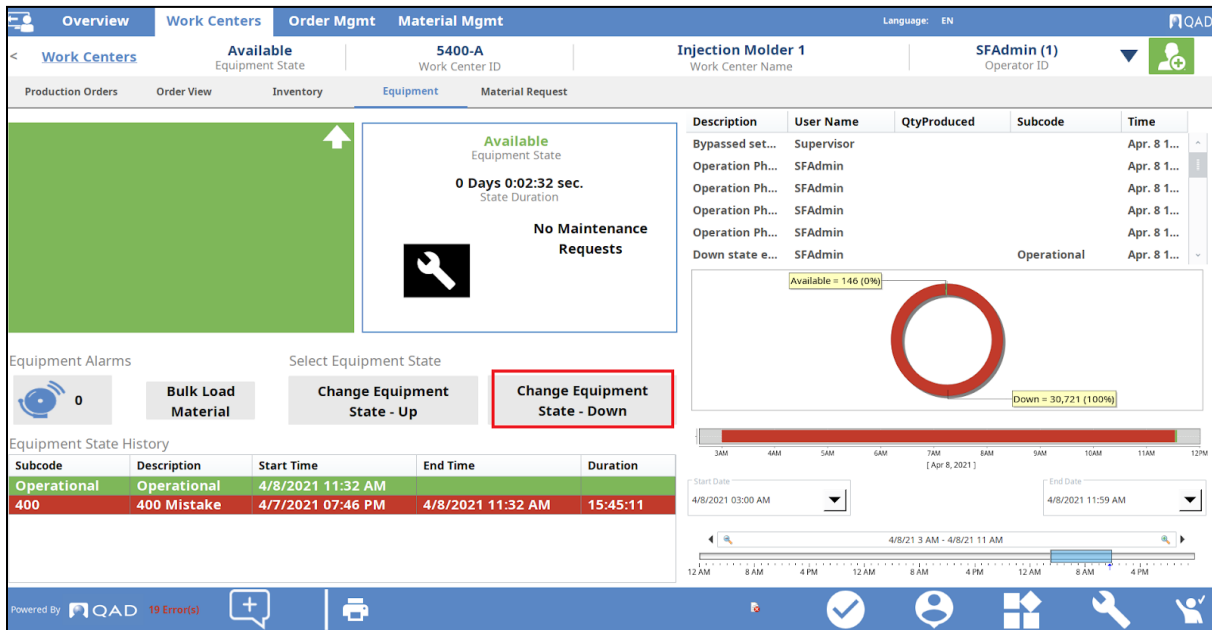 Overview Work Centers Order Mgmt Material Mgmt Language: EN QAD
< Work Centers Available 5400-A Injection Molder 1 SFAdmin (1)
Equipment State Work Center ID Work Center Name Operator ID
Production Orders Order View Inventory Equipment Material Request
Available
Equipment State
0 Days 0:02:32 sec.
State Duration
No Maintenance
Requests
Description User Name QtyProduced Subcode Time
Bypassed set... Supervisor Apr. 8 1...
Operation Ph... SFAdmin Apr. 8 1...
Operation Ph... SFAdmin Apr. 8 1...
Operation Ph... SFAdmin Apr. 8 1...
Operation Ph... SFAdmin Apr. 8 1...
Down state e... SFAdmin Operational Apr. 8 1...
Available = 146 (0%)
Down = 30,721 (100%)
Equipment Alarms Select Equipment State
0
Bulk Load
Material
Change Equipment
State - Up
Change Equipment
State - Down
3AM 4AM 5AM 6AM 7AM 8AM 9AM 10AM 11AM 12PM
[ Apr 8, 2021 ]
Equipment State History
Subcode Description Start Time End Time Duration
Operational Operational 4/8/2021 11:32 AM
400 400 Mistake 4/7/2021 07:46 PM 4/8/2021 11:32 AM 15:45:11
Start Date End Date
4/8/2021 03:00 AM 4/8/2021 11:59 AM
4/8/21 3 AM - 4/8/21 11 AM
12 AM 8 AM 4 PM 12 AM 8 AM 4 PM 12 AM 8 AM 4 PM
Powered By QAD 19 Error(s)